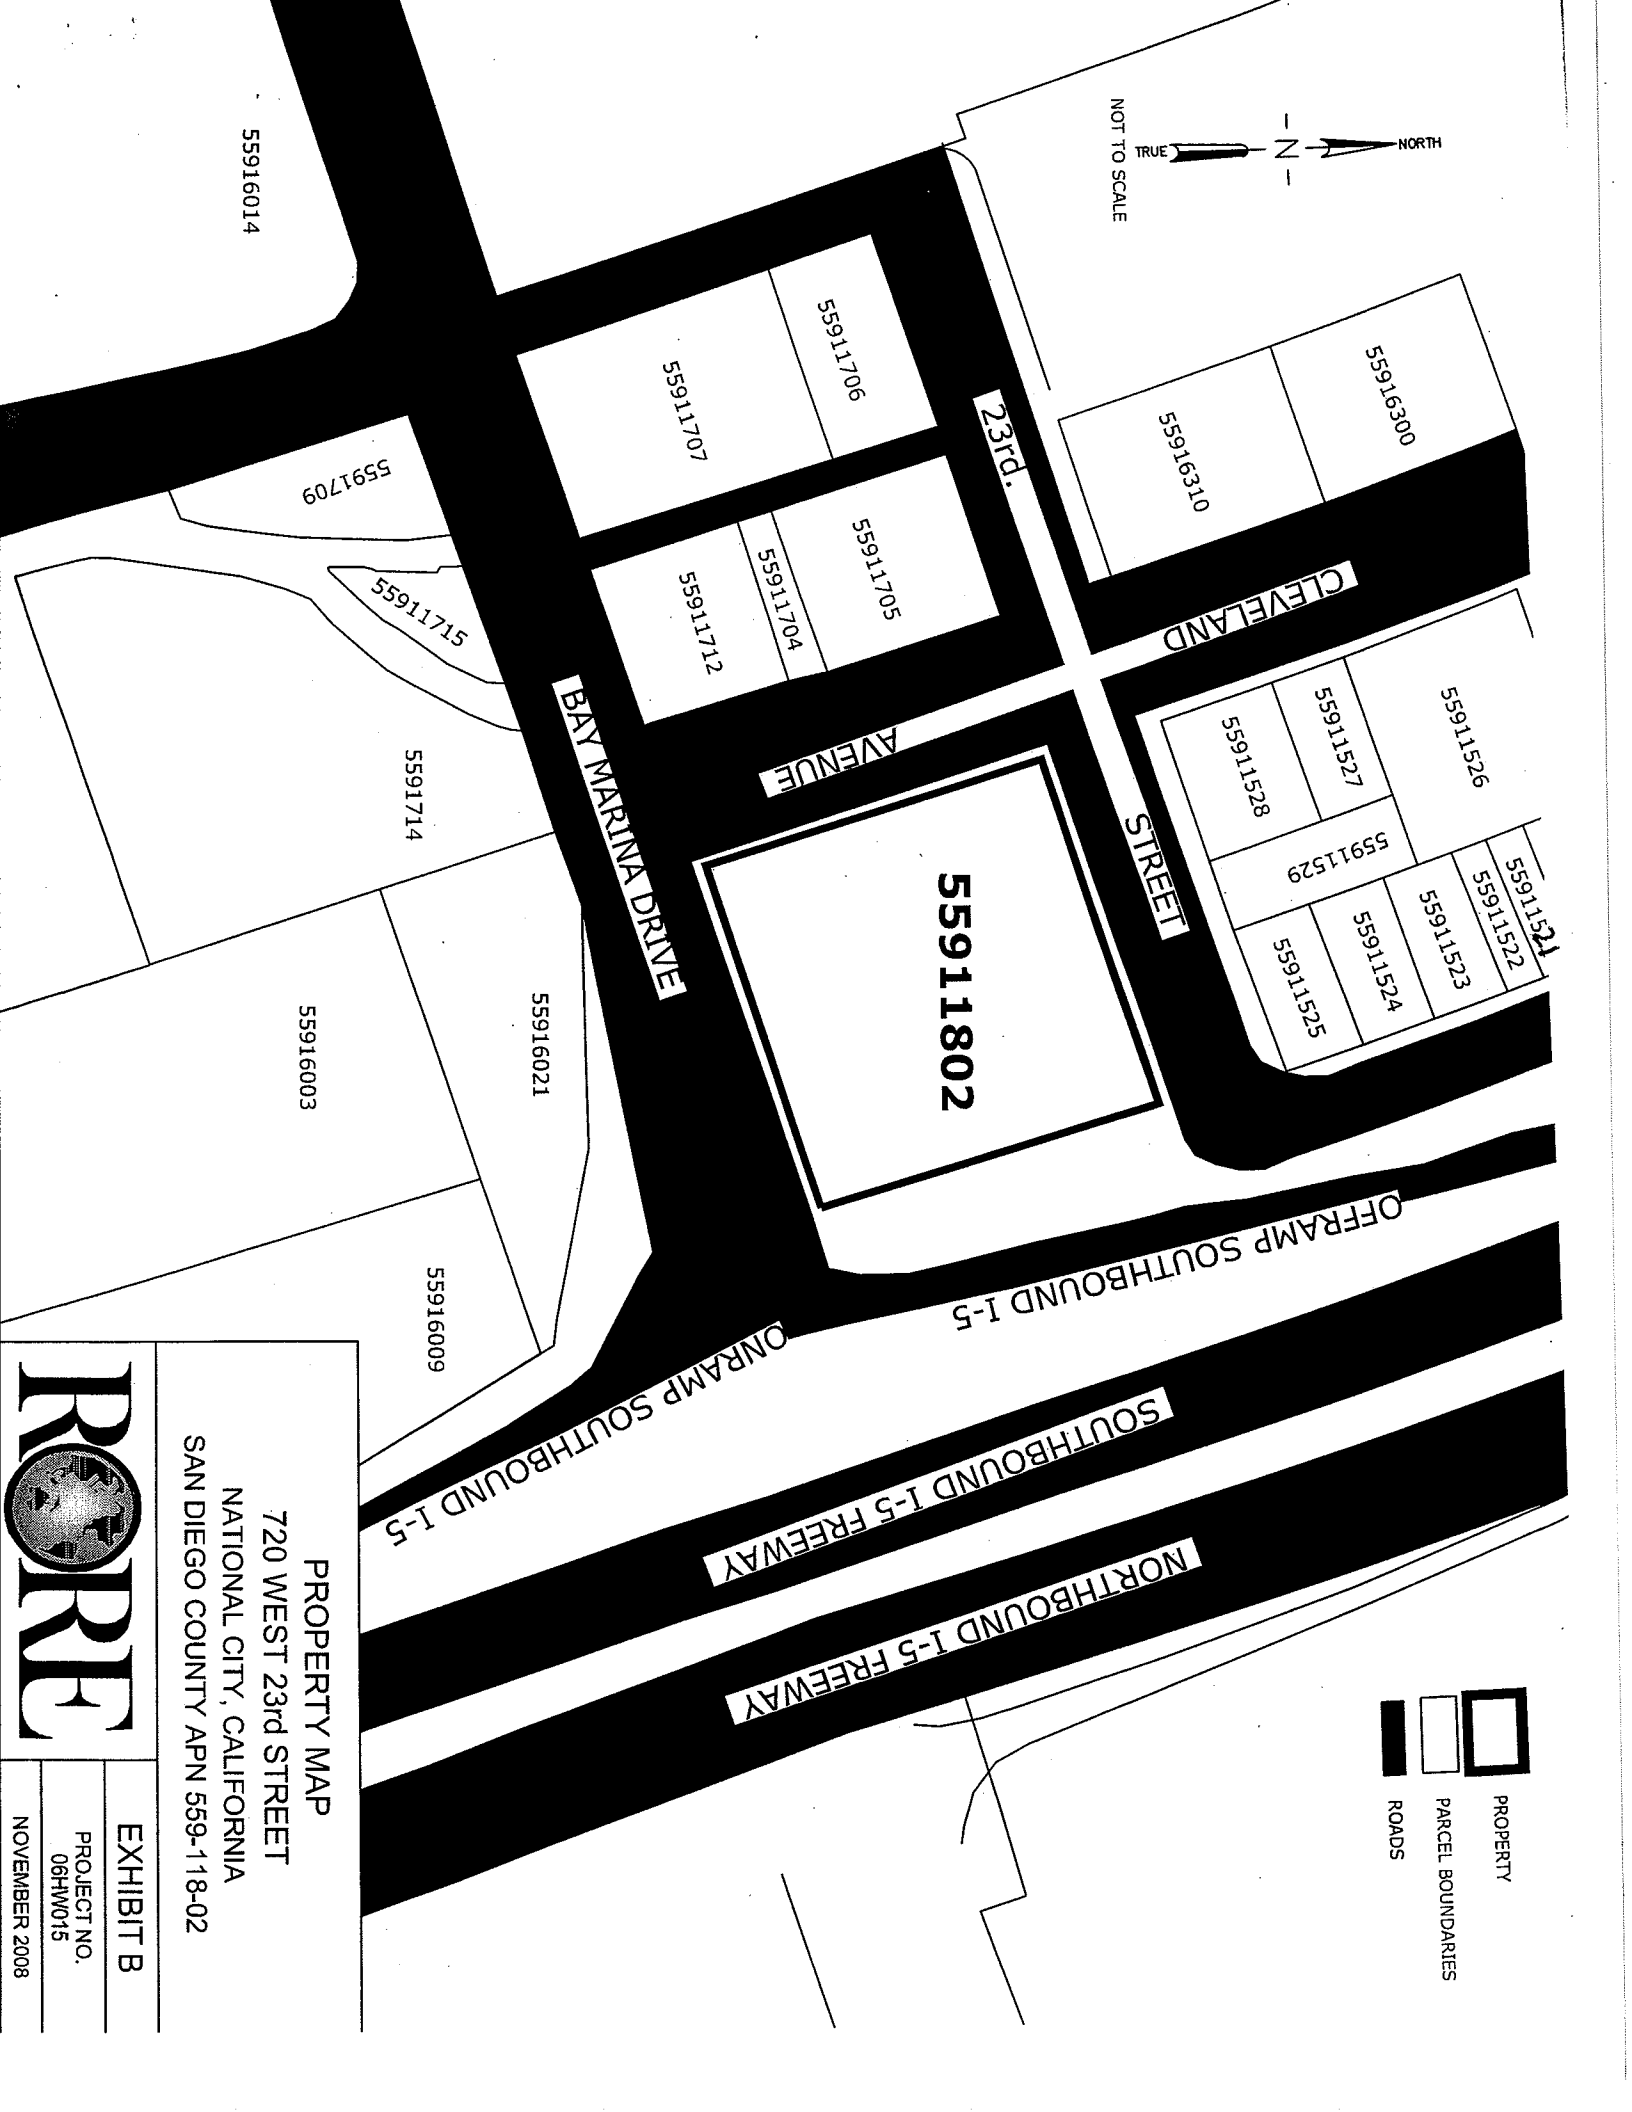 NORTH
-N-
TRUE
NOT TO SCALE
PROPERTY
PARCEL BOUNDARIES
ROADS
55916300
55916310
CLEVELAND
AVENUE
23rd.
STREET
55911526
55911527
55911528
55911529
55911521
55911522
55911523
55911524
55911525
55911706
55911707
55911705
55911704
55911712
55911802
BAY MARINA DRIVE
55916014
5591709
55911715
5591714
55916021
55916003
55916009
OFFRAMP SOUTHBOUND I-5
ONRAMP SOUTHBOUND I-5
SOUTHBOUND I-5 FREEWAY
NORTHBOUND I-5 FREEWAY
PROPERTY MAP
720 WEST 23rd STREET
NATIONAL CITY, CALIFORNIA
SAN DIEGO COUNTY APN 559-118-02
RORE
EXHIBIT B
PROJECT NO.
06HW015
NOVEMBER 2008